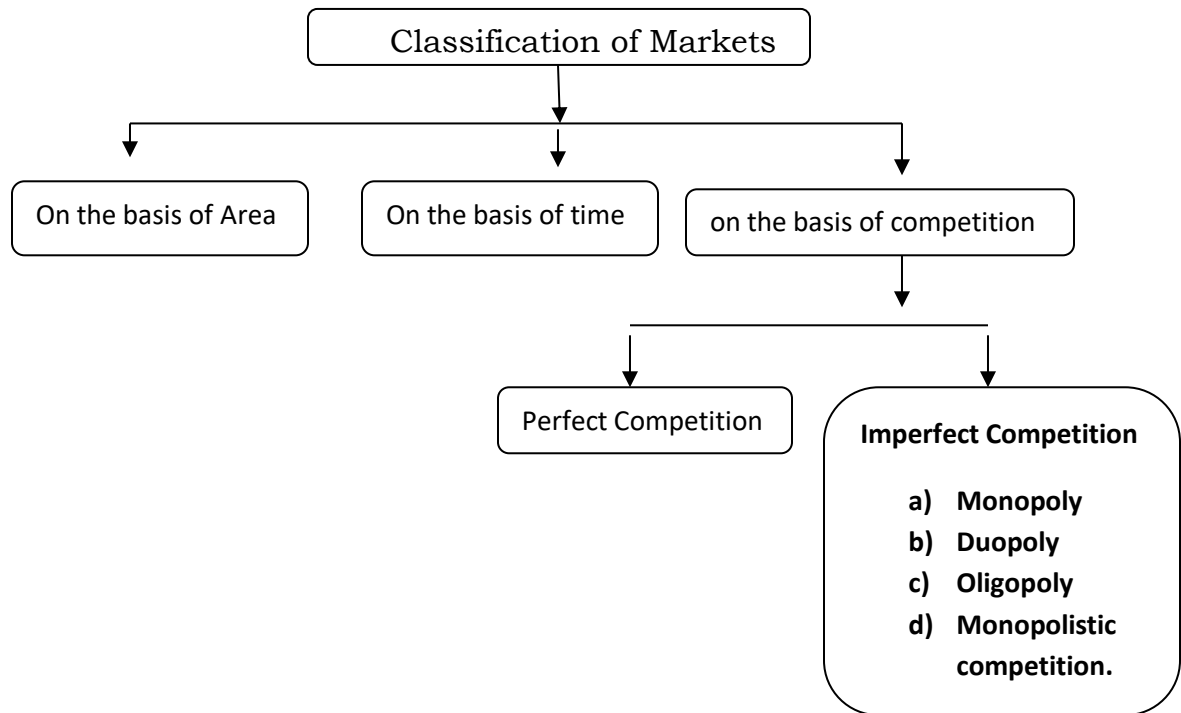 Classification of Markets
On the basis of Area
On the basis of time
on the basis of competition
Perfect Competition
Imperfect Competition
a) Monopoly
b) Duopoly
c) Oligopoly
d) Monopolistic
competition.